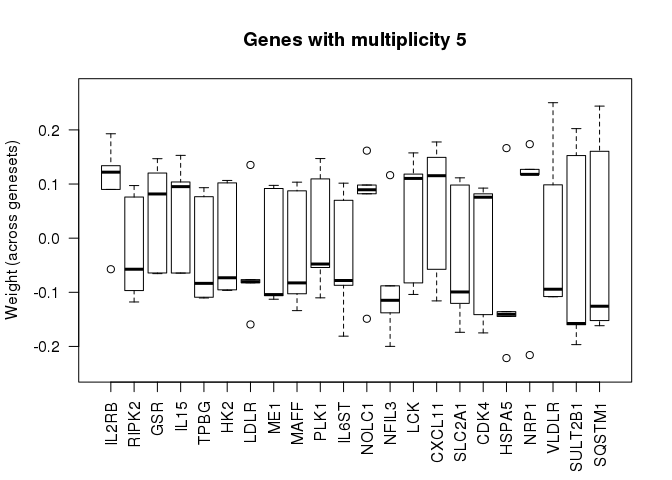 Genes with multiplicity 5
Weight (across genesets)
0.2
0.1
0.0
-0.1
-0.2
IL2RB
RIPK2
GSR
IL15
TPBG
HK2
LDLR
ME1
MAFF
PLK1
IL6ST
NOLC1
NFIL3
LCK
CXCL11
SLC2A1
CDK4
HSPA5
NRP1
VLDLR
SULT2B1
SQSTM1